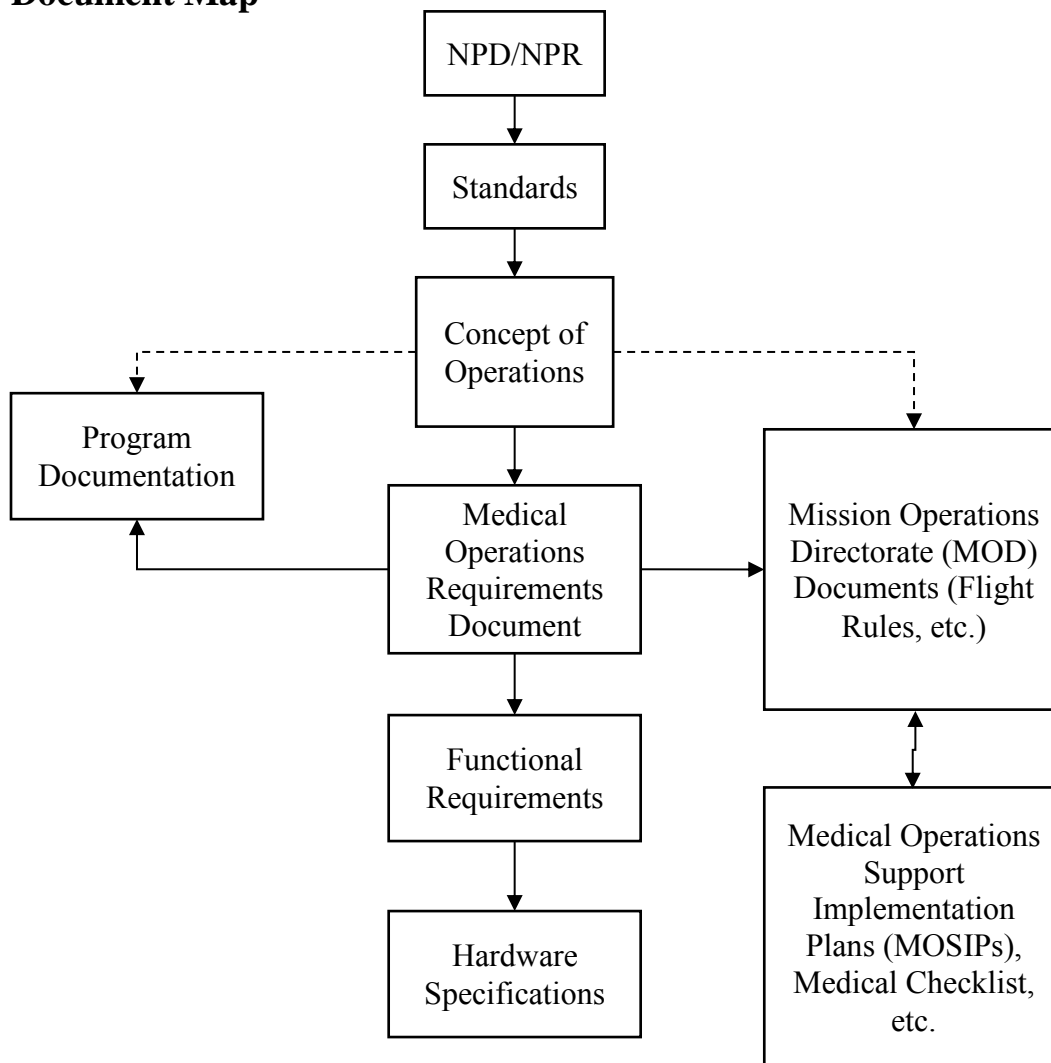 Document Map
NPD/NPR
Standards
Concept of
Operations
Program
Documentation
Medical
Operations
Requirements
Document
Mission Operations
Directorate (MOD)
Documents (Flight
Rules, etc.)
Functional
Requirements
Medical Operations
Support
Implementation
Plans (MOSIPs),
Medical Checklist,
etc.
Hardware
Specifications